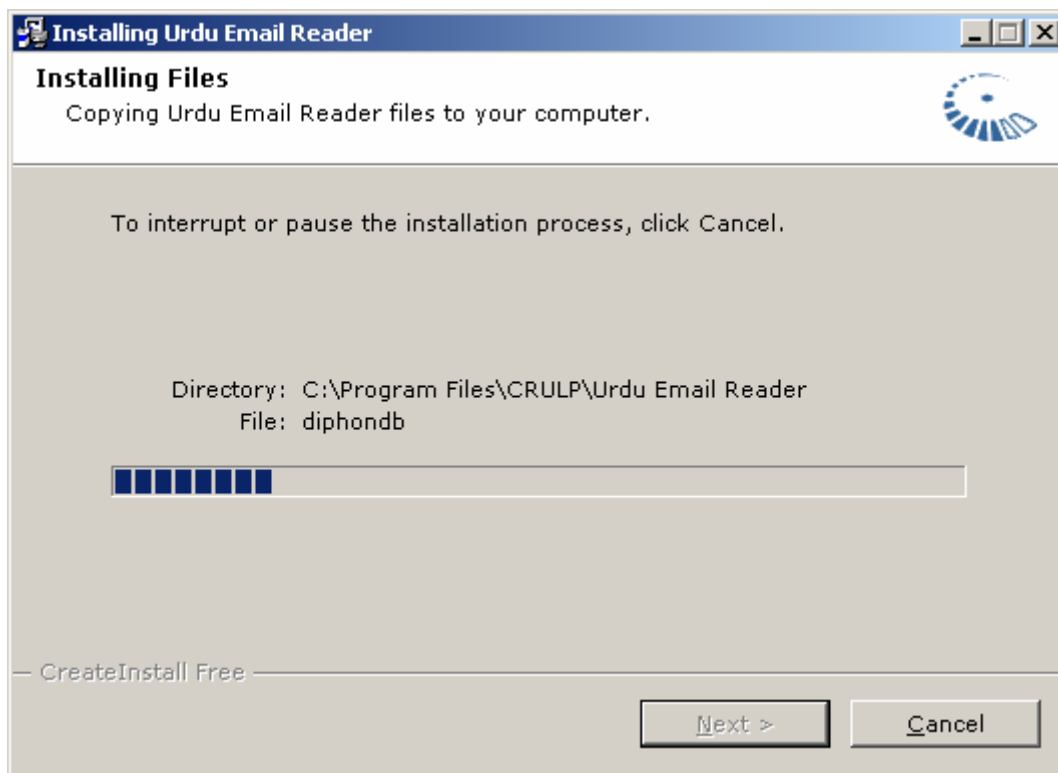 Installing Urdu Email Reader
Installing Files
Copying Urdu Email Reader files to your computer.
To interrupt or pause the installation process, click Cancel.
Directory: C:\Program Files\CRULP\Urdu Email Reader
File: diphondb
CreateInstall Free
Next > Cancel